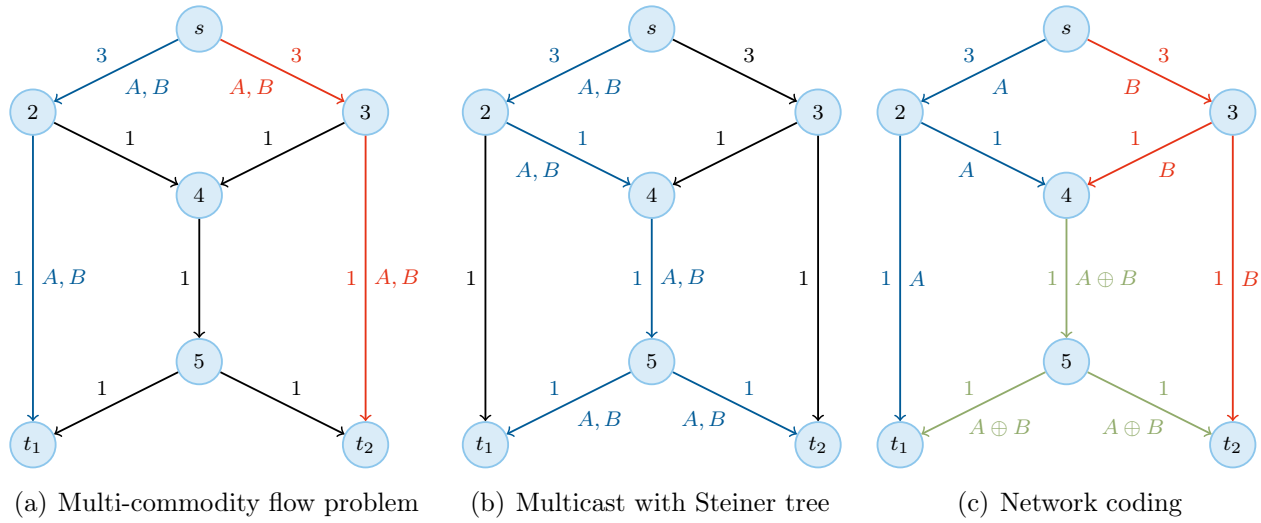 s
3
3
A, B
A, B
2
3
1
1
4
1
A, B
1
1
A, B
5
1
1
t1
t2
(a) Multi-commodity flow problem
s
3
3
A, B
2
3
1
1
A, B
4
1
1
A, B
1
5
1
1
A, B
A, B
t1
t2
(b) Multicast with Steiner tree
s
3
3
A
B
2
3
1
1
A
B
4
1
A
1
A ⊕ B
1
B
5
1
1
A ⊕ B
A ⊕ B
t1
t2
(c) Network coding